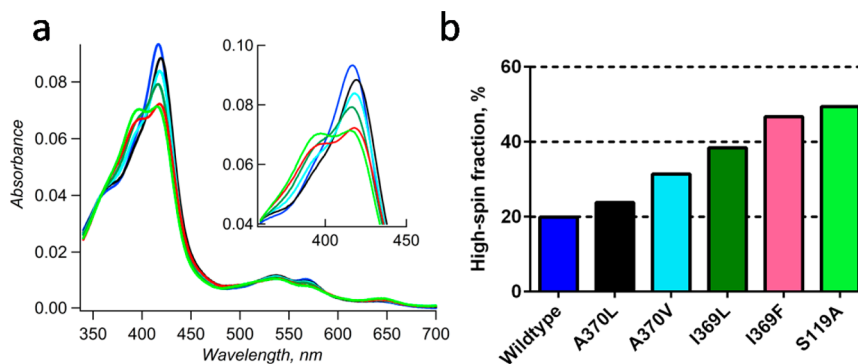 a
0.08
0.06
0.04
0.02
0.00
Absorbance
350 400 450 500 550 600 650 700
Wavelength, nm
0.10
0.08
0.06
0.04
400 450
b
60
40
20
0
High-spin fraction, %
Wildtype
A370L
A370V
I369L
I369F
S119A